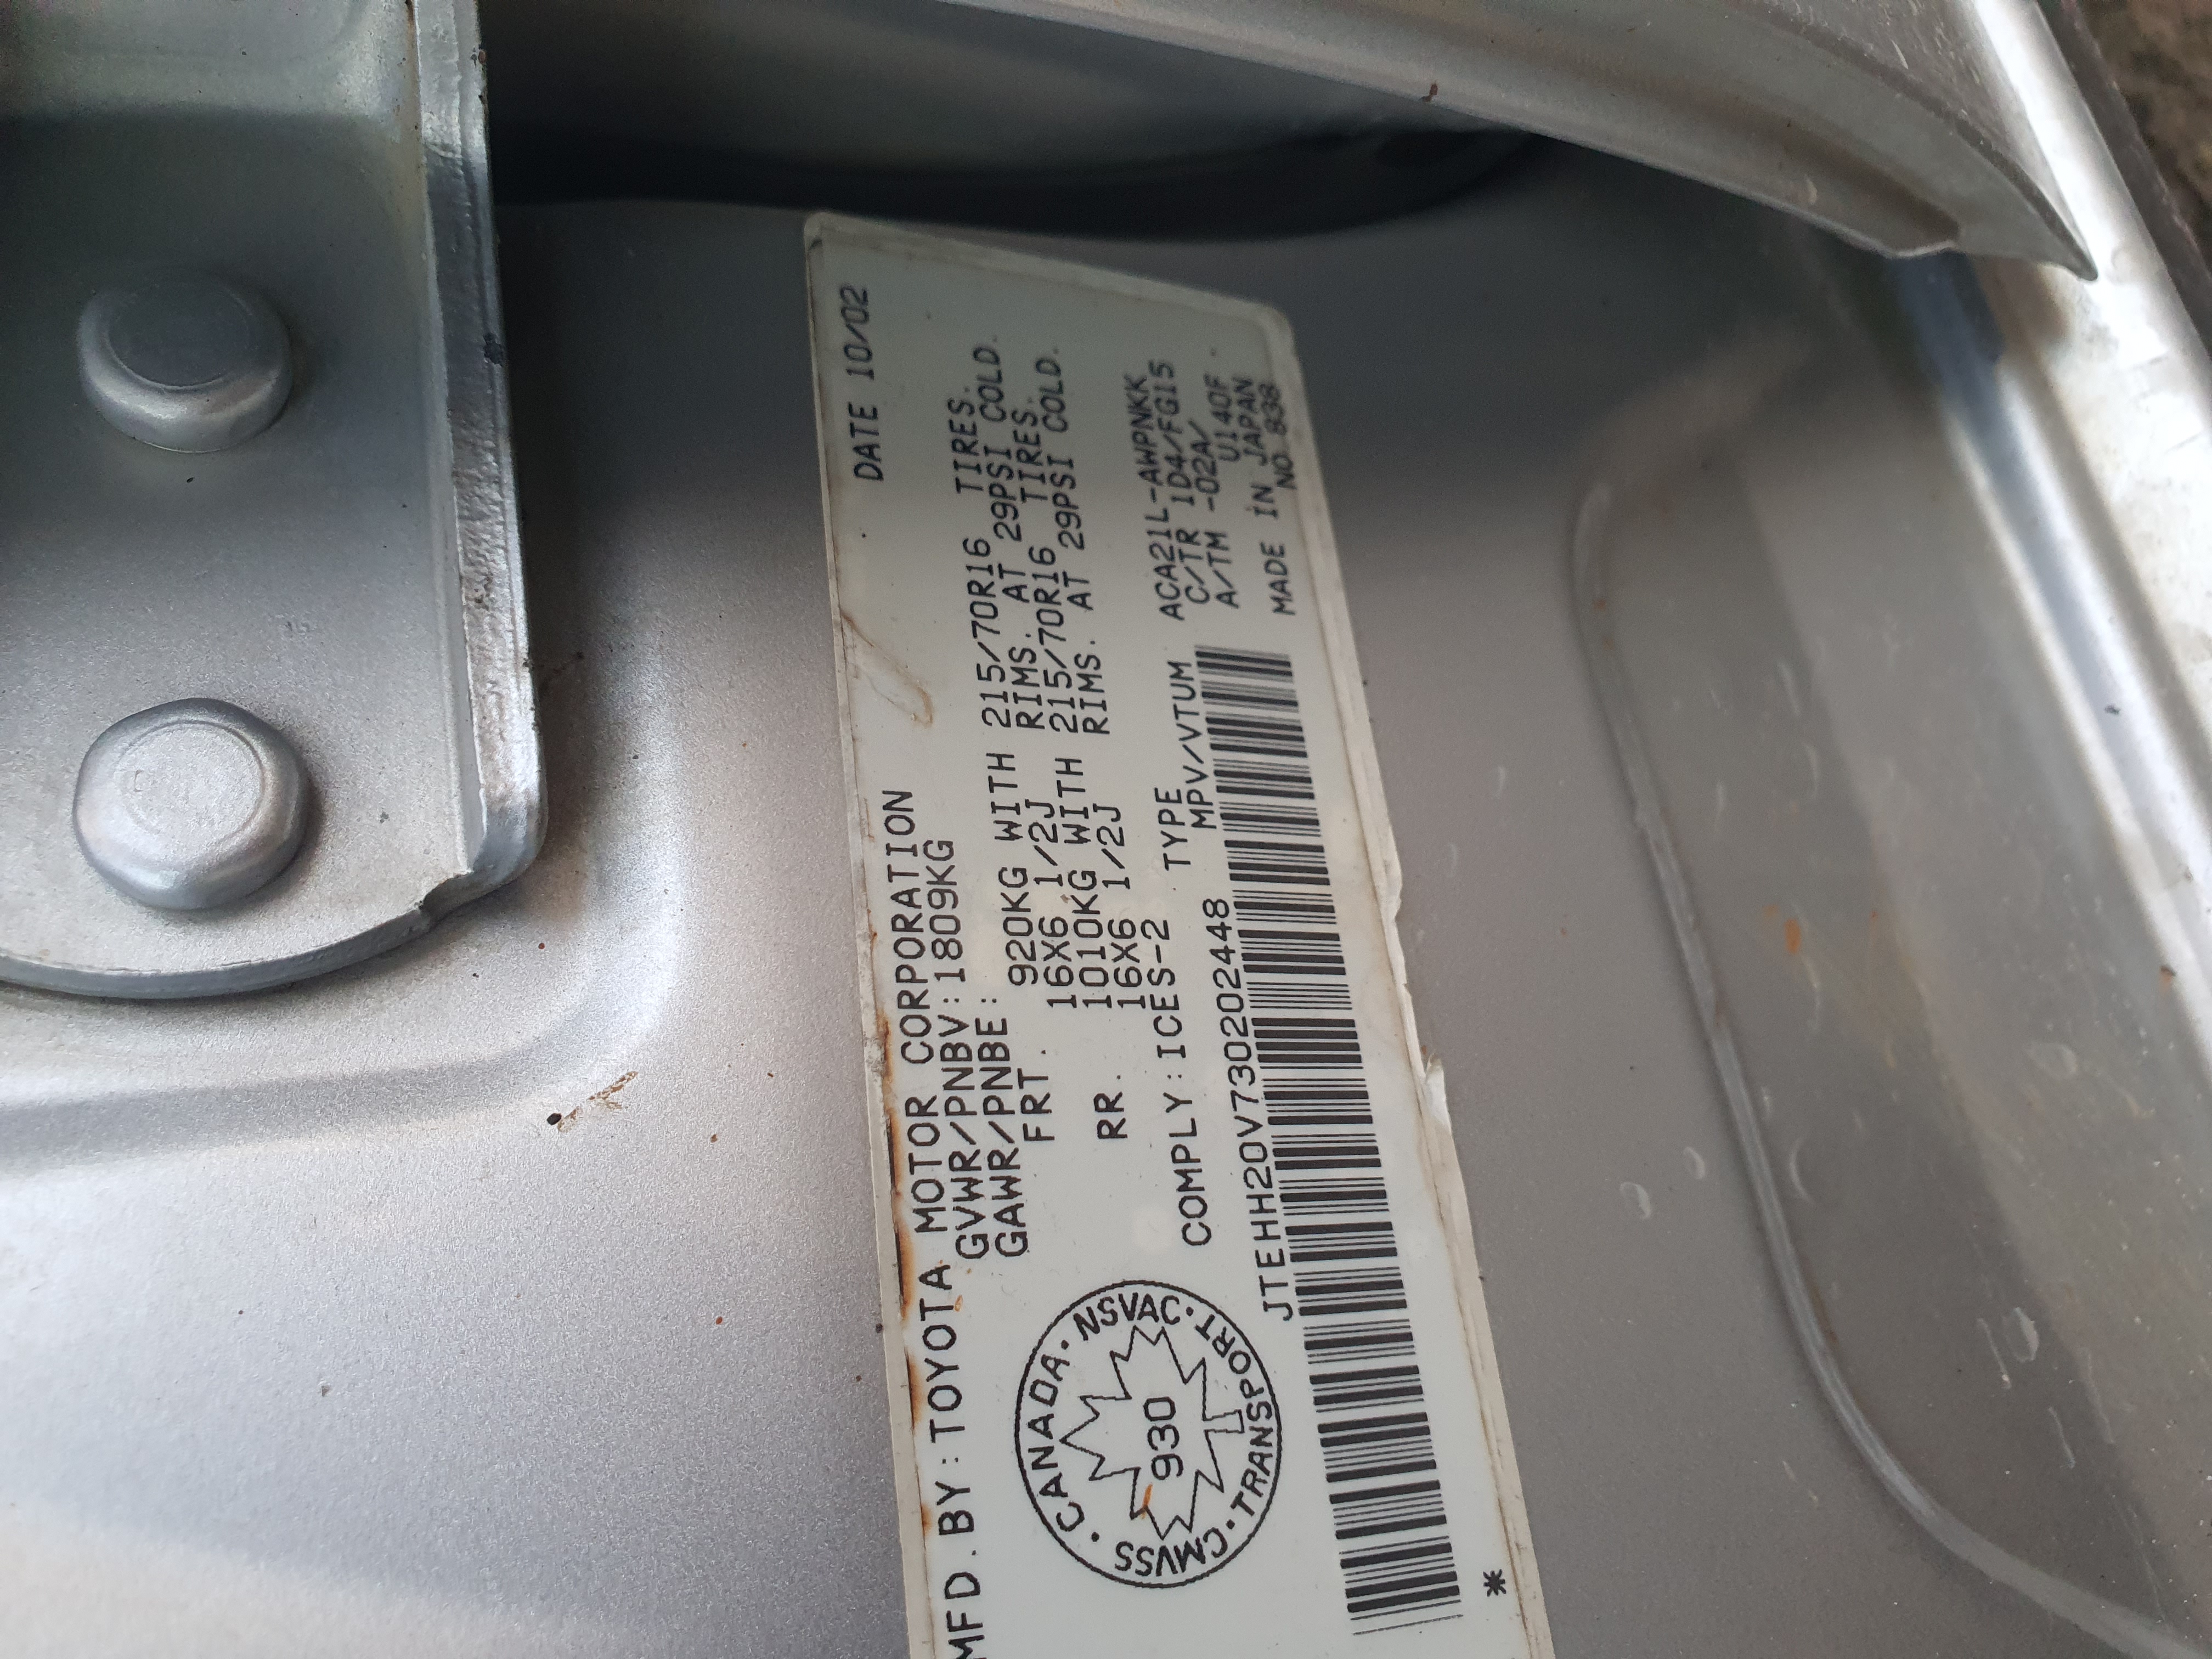 MFD.BY:TOYOTA MOTOR CORPORATION DATE 10/02
GVWR/PNBV:1809KG
GAWR/PNBE:
FRT. 920KG WITH 215/70R16 TIRES.
16X6 1/2J RIMS. AT 29PSI COLD.
RR. 1010KG WITH 215/70R16 TIRES.
16X6 1/2J RIMS. AT 29PSI COLD.
COMPLY:ICES-2 TYPE
MPV/VTUM
JTEHH20V730202448
ACA21L-AWPNKK
C/TR 1D4/FG15
A/TM -02A/
U140F
MADE IN JAPAN
NO.838
CANADA · NSVAC · TRANSPORT · CMVSS ·
930
*